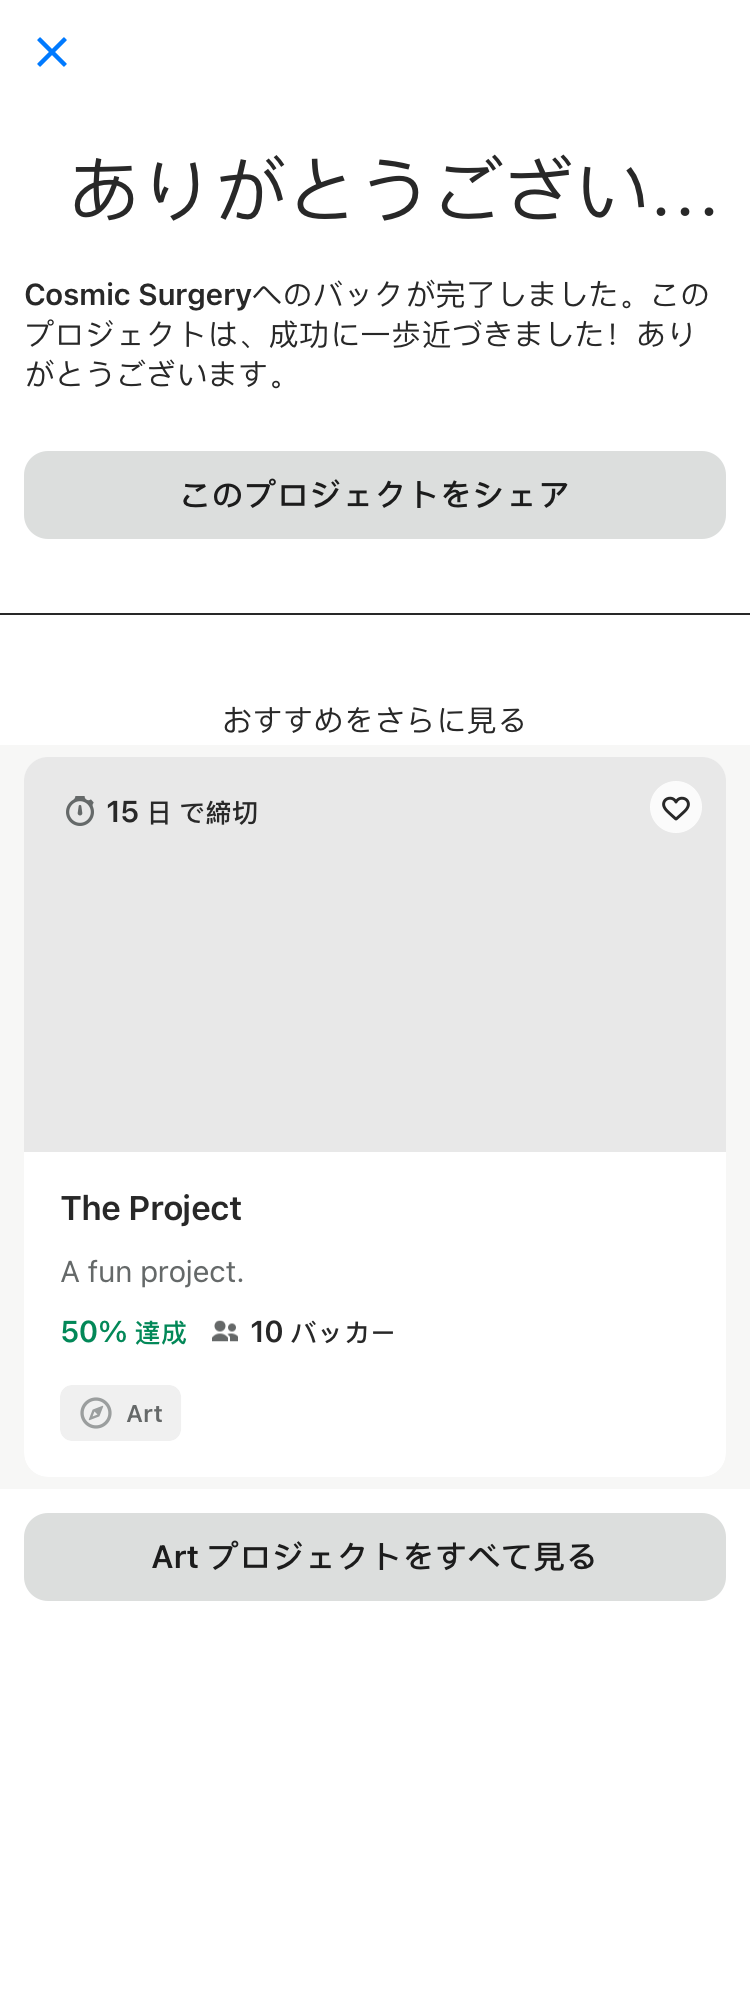 ありがとうござい...
Cosmic Surgeryへのバックが完了しました。この
プロジェクトは、成功に一歩近づきました！あり
がとうございます。
このプロジェクトをシェア
おすすめをさらに見る
15 日 で締切
The Project
A fun project.
50% 達成 10 バッカー
Art
Art プロジェクトをすべて見る